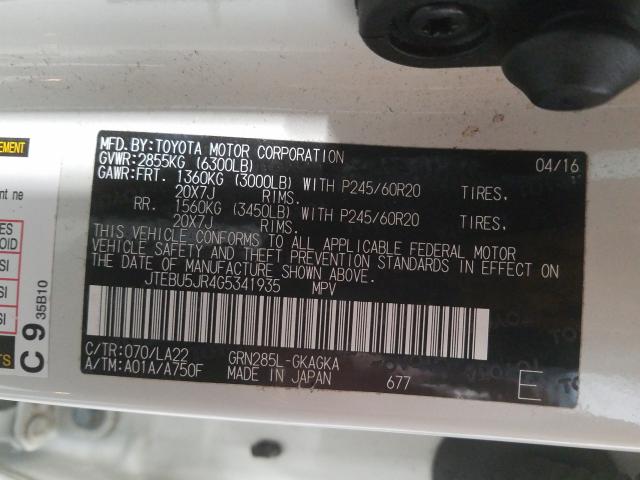 MFD. BY: TOYOTA MOTOR CORPORATION 04/16
GVWR: 2855KG (6300LB)
GAWR: FRT. 1360KG (3000LB) WITH P245/60R20 TIRES,
20X7J RIMS.
RR. 1560KG (3450LB) WITH P245/60R20 TIRES,
20X7J RIMS.
THIS VEHICLE CONFORMS TO ALL APPLICABLE FEDERAL MOTOR
VEHICLE SAFETY AND THEFT PREVENTION STANDARDS IN EFFECT ON
THE DATE OF MANUFACTURE SHOWN ABOVE.
JTEBU5JR4G5341935 MPV
C/TR: 070/LA22 GRN285L-GKAGKA
A/TM: A01A/A750F MADE IN JAPAN 677 E
C 9 35B10